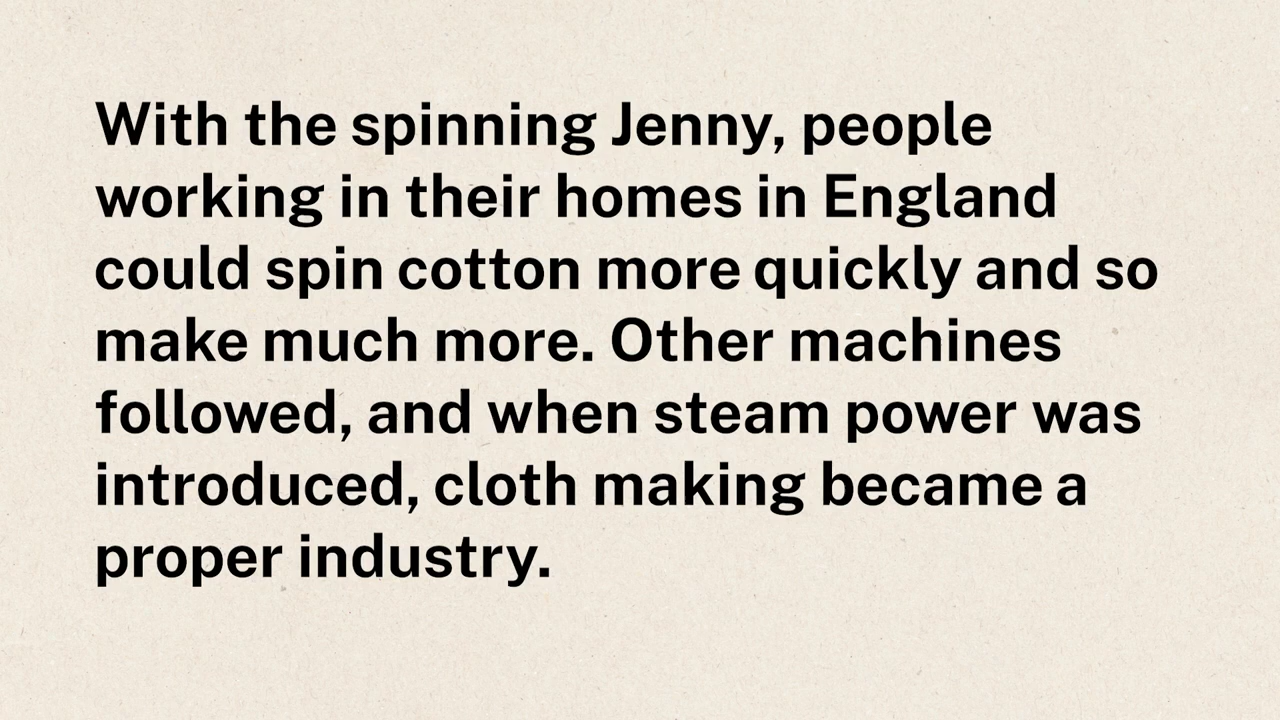 With the spinning Jenny, people
working in their homes in England
could spin cotton more quickly and so
make much more. Other machines
followed, and when steam power was
introduced, cloth making became a
proper industry.